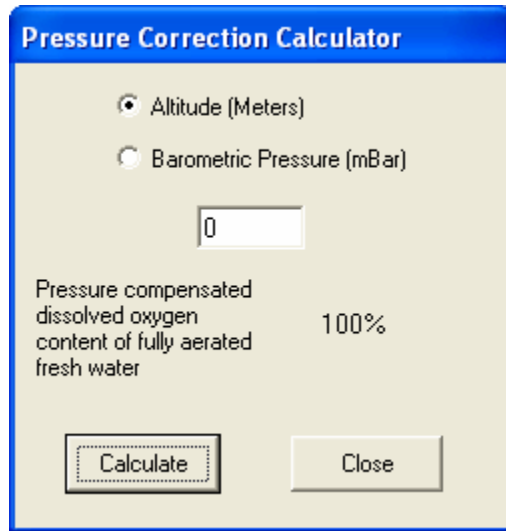 Pressure Correction Calculator
Altitude (Meters)
Barometric Pressure (mBar)
0
Pressure compensated
dissolved oxygen
content of fully aerated
fresh water
100%
Calculate
Close